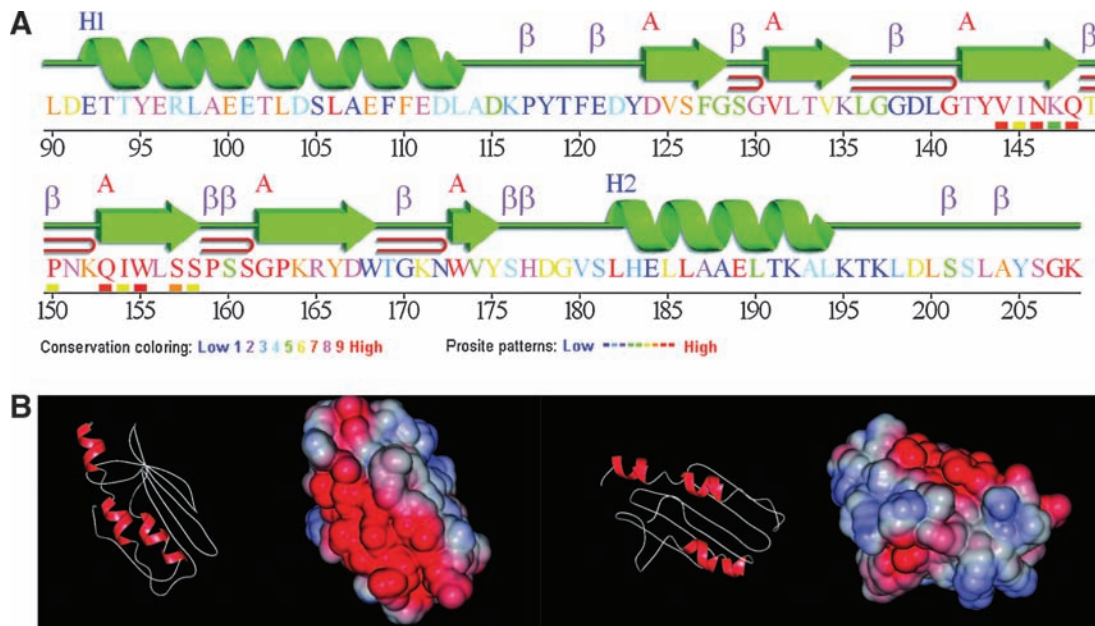 A
H1 β β A β A β A β
LDETTYERLAEETLDSLAEFFEDLADKPYTFEDYDVSFGSGVLTVKLGGDLGTYVINKQT
90 95 100 105 110 115 120 125 130 135 140 145
β A ββ A β A ββ H2 β β
PNKQIWLSSPSSGPKRYDWTGKNWVYSHDGVSLHELLAAELTKALKTKLDLSSLAYSGK
150 155 160 165 170 175 180 185 190 195 200 205
Conservation coloring: Low 1 2 3 4 5 6 7 8 9 High
Prosite patterns: Low High
B